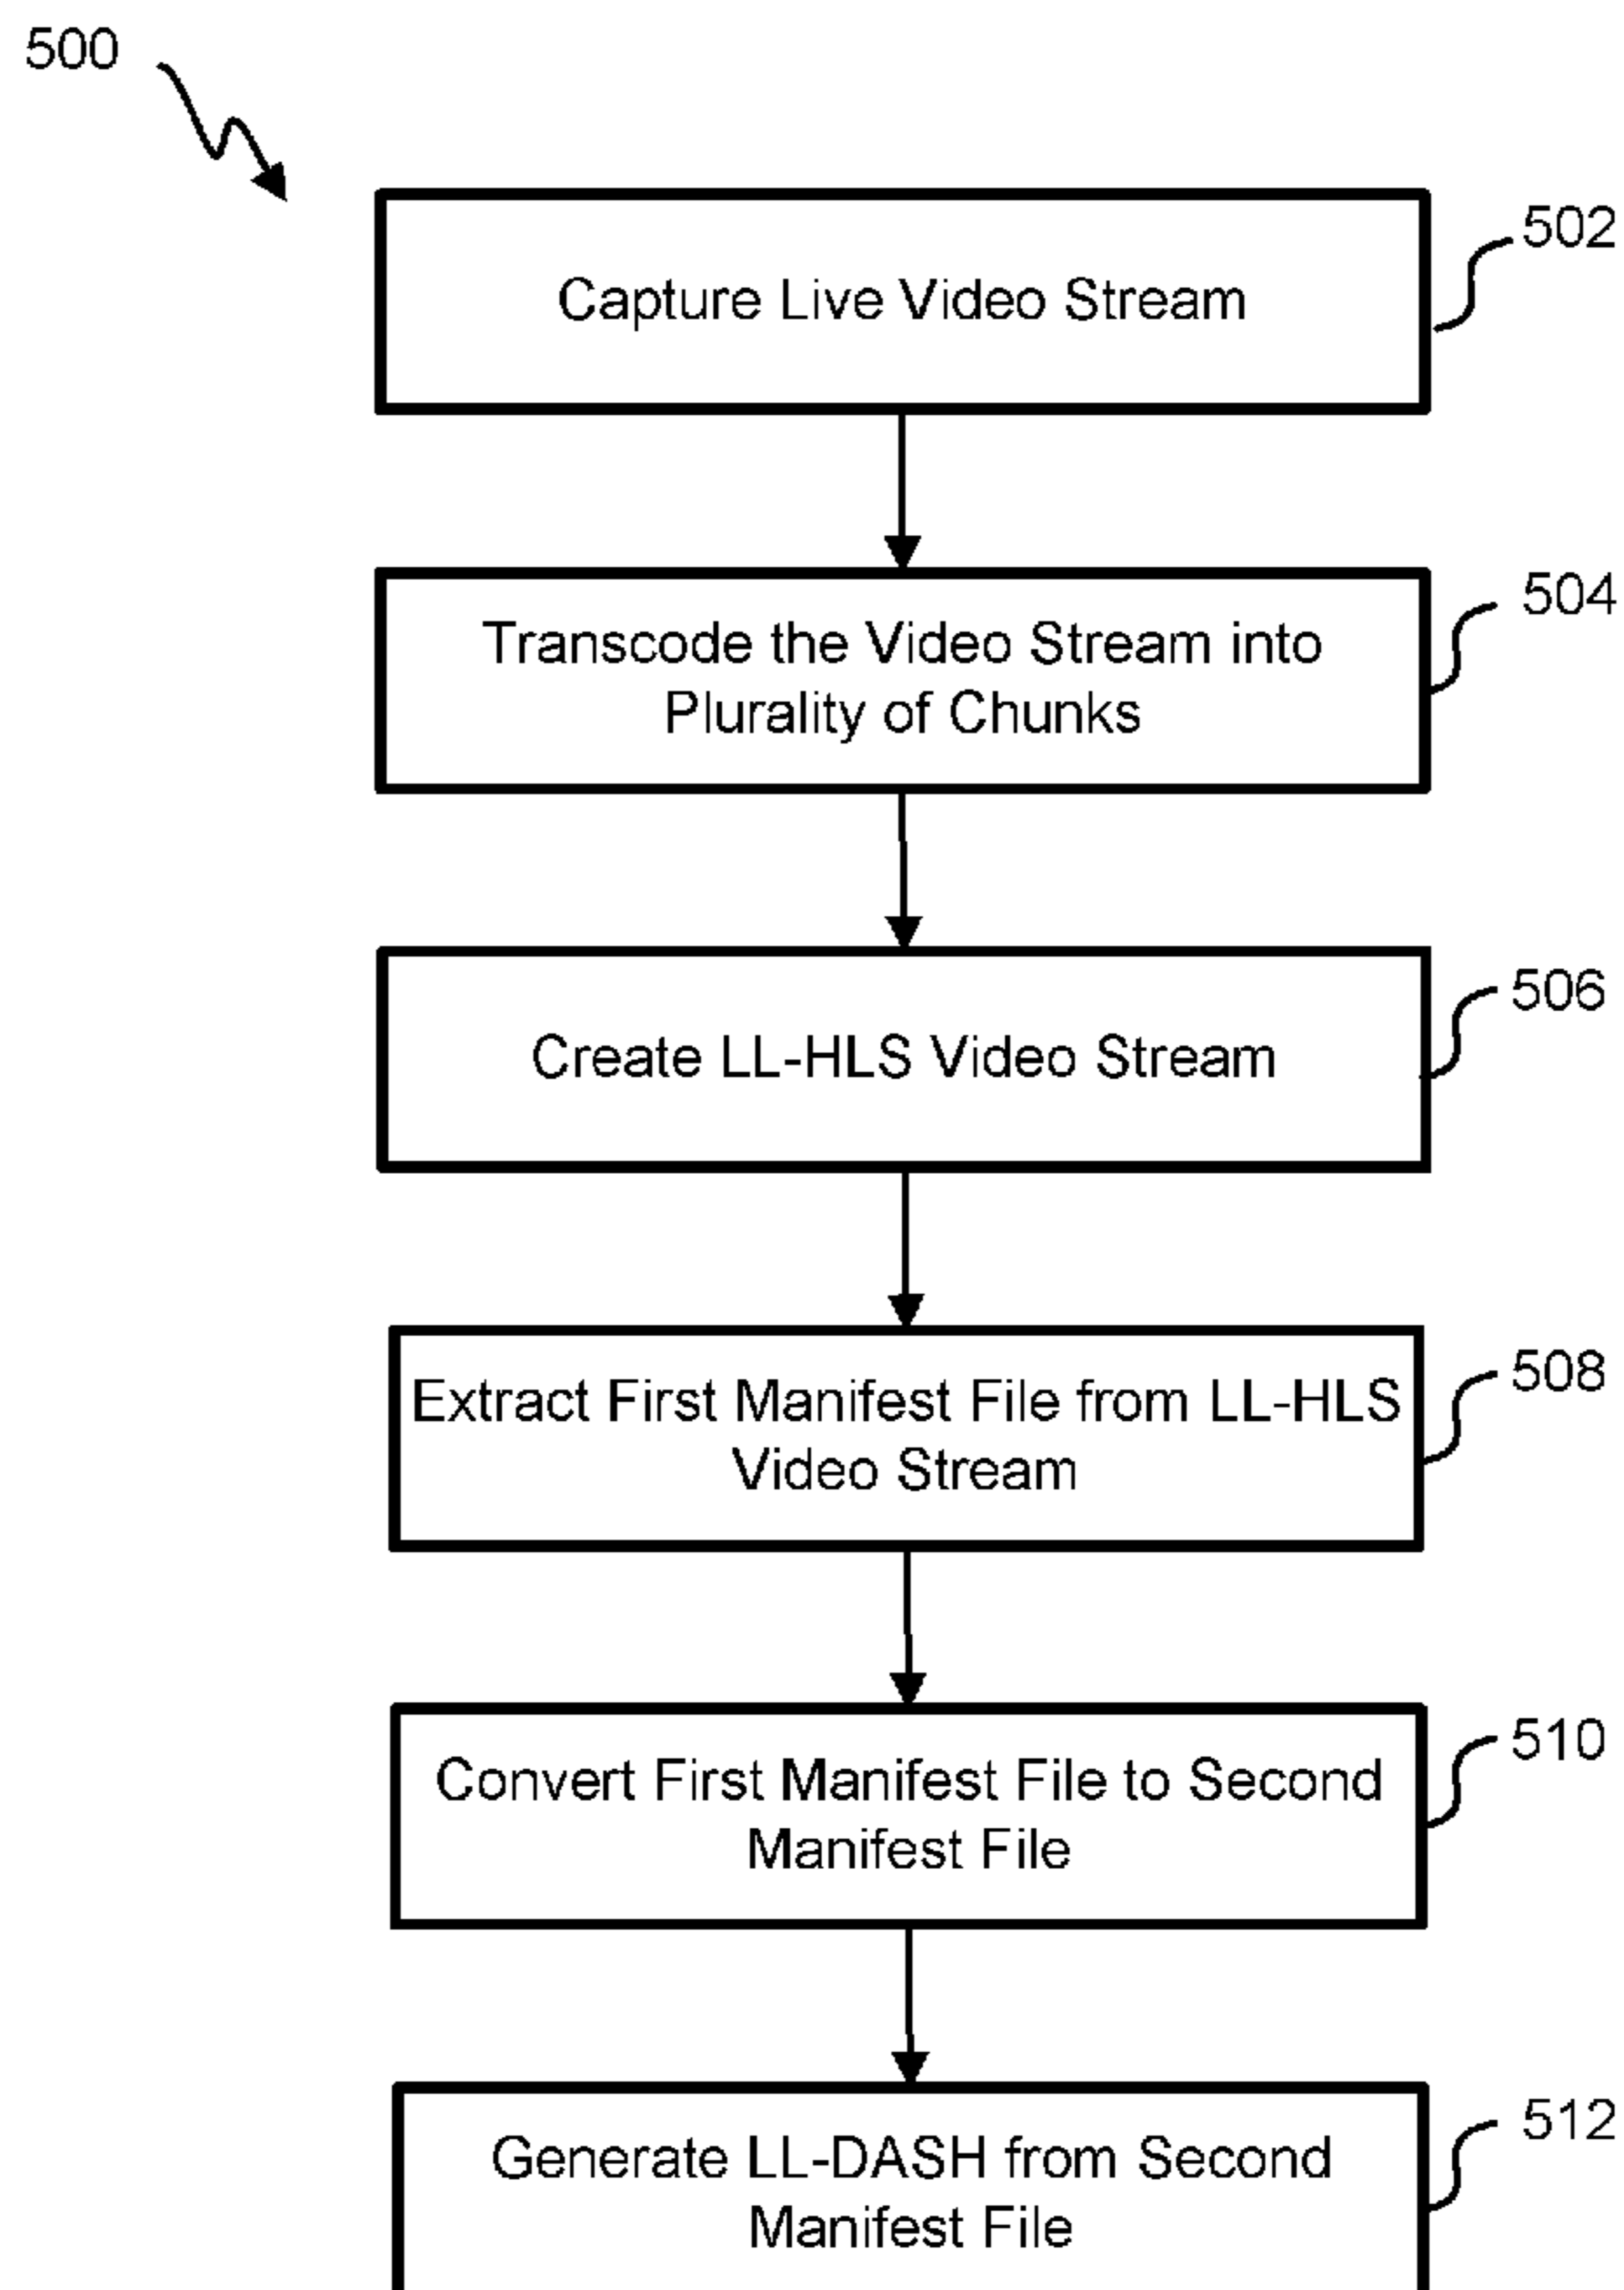 500
502
Capture Live Video Stream
504
Transcode the Video Stream into
Plurality of Chunks
506
Create LL-HLS Video Stream
508
Extract First Manifest File from LL-HLS
Video Stream
510
Convert First Manifest File to Second
Manifest File
512
Generate LL-DASH from Second
Manifest File